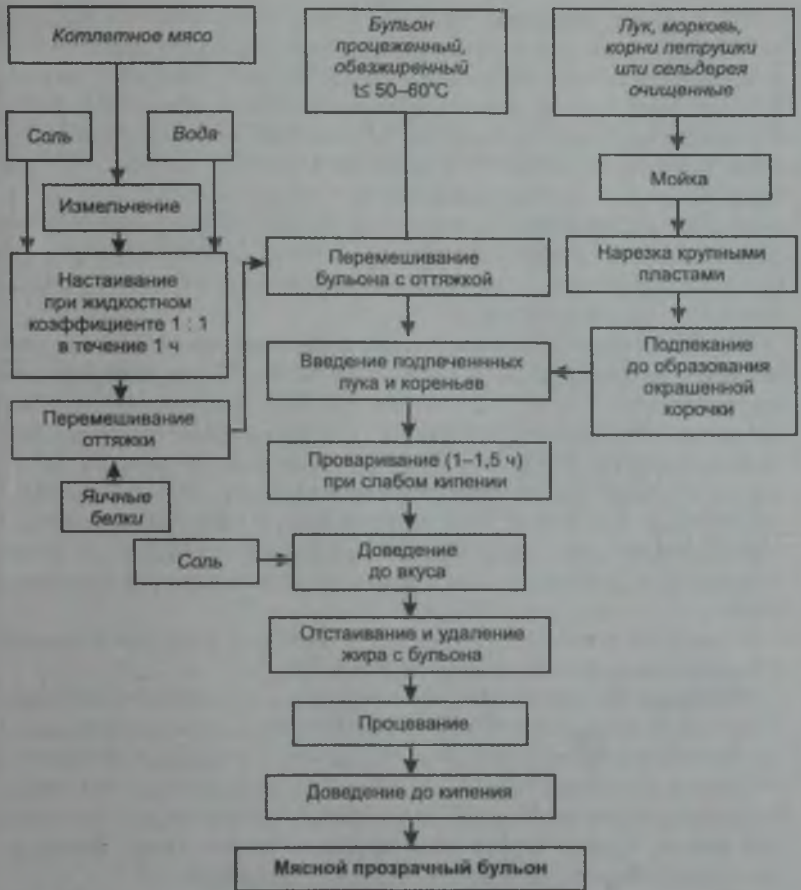 Котлетное мясо
Бульон
процеженный,
обезжиренный
t≤ 50–60°C
Лук, морковь,
корни петрушки
или сельдерея
очищенные
Соль
Вода
Мойка
Измельчение
Нарезка крупными
пластами
Перемешивание
бульона с оттяжкой
Настаивание
при жидкостном
коэффициенте 1 : 1
в течение 1 ч
Подпекание
до образования
окрашенной
корочки
Введение подпеченнных
лука и кореньев
Перемешивание
оттяжки
Проваривание (1–1,5 ч)
при слабом кипении
Яичные
белки
Соль
Доведение
до вкуса
Отстаивание и удаление
жира с бульона
Процевание
Доведение до кипения
Мясной прозрачный бульон